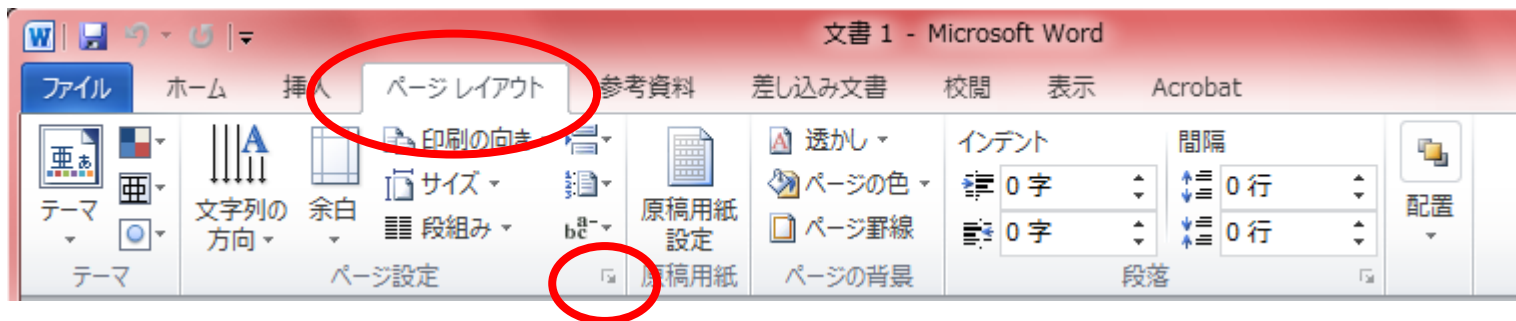 文書 1 - Microsoft Word
ファイル ホーム 挿入 ページ レイアウト 参考資料 差し込み文書 校閲 表示 Acrobat
亜あ
亜
テーマ
文字列の方向
余白
印刷の向き
サイズ
段組み
原稿用紙設定
透かし
ページの色
ページ罫線
インデント
0 字
0 字
間隔
0 行
0 行
配置
テーマ ページ設定 原稿用紙 ページの背景 段落